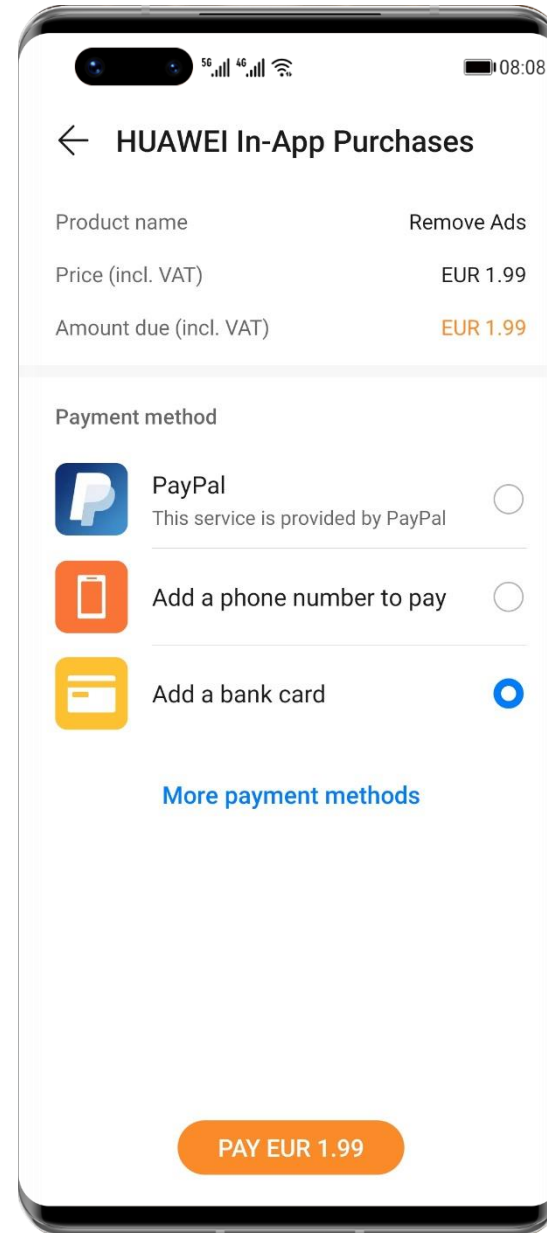 5G 4G 08:08
HUAWEI In-App Purchases
Product name Remove Ads
Price (incl. VAT) EUR 1.99
Amount due (incl. VAT) EUR 1.99
Payment method
PayPal
This service is provided by PayPal
Add a phone number to pay
Add a bank card
More payment methods
PAY EUR 1.99